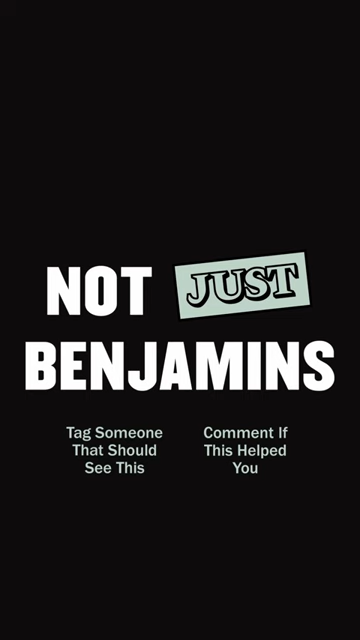 NOT JUST
BENJAMINS
Tag Someone
That Should
See This
Comment If
This Helped
You